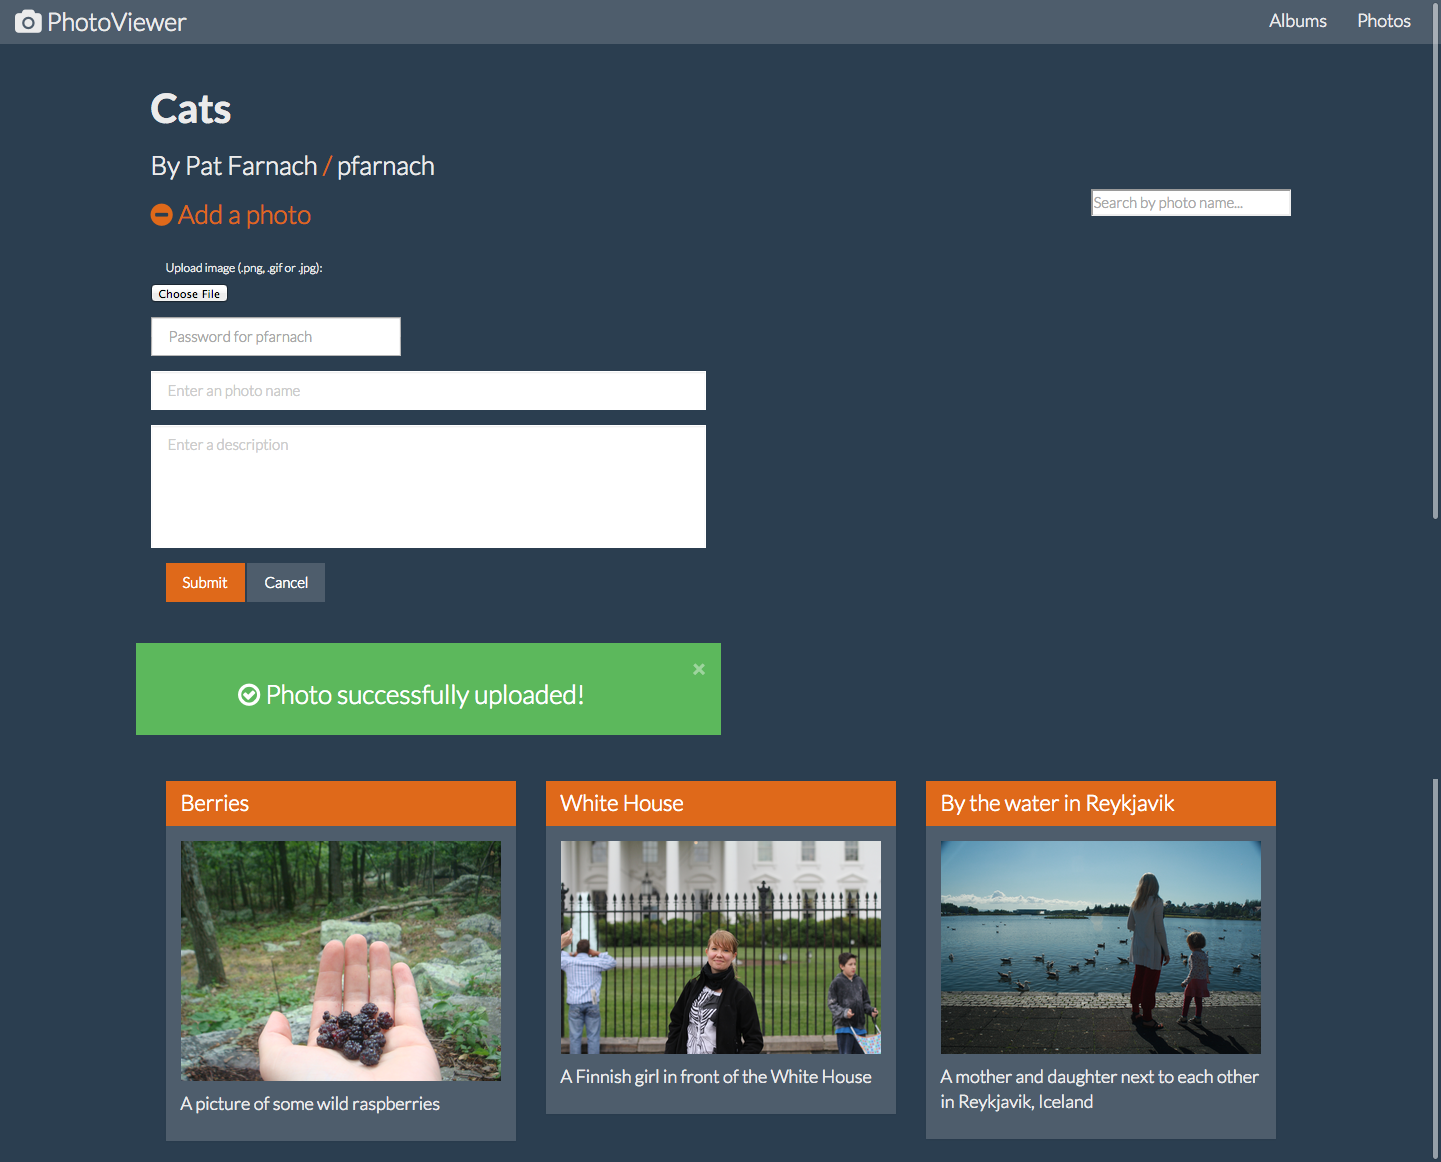 PhotoViewer
Albums
Photos
Cats
By Pat Farnach / pfarnach
Add a photo
Search by photo name...
Upload image (.png, .gif or .jpg):
Choose File
Password for pfarnach
Enter an photo name
Enter a description
Submit
Cancel
×
Photo successfully uploaded!
Berries
A picture of some wild raspberries
White House
A Finnish girl in front of the White House
By the water in Reykjavik
A mother and daughter next to each other
in Reykjavik, Iceland